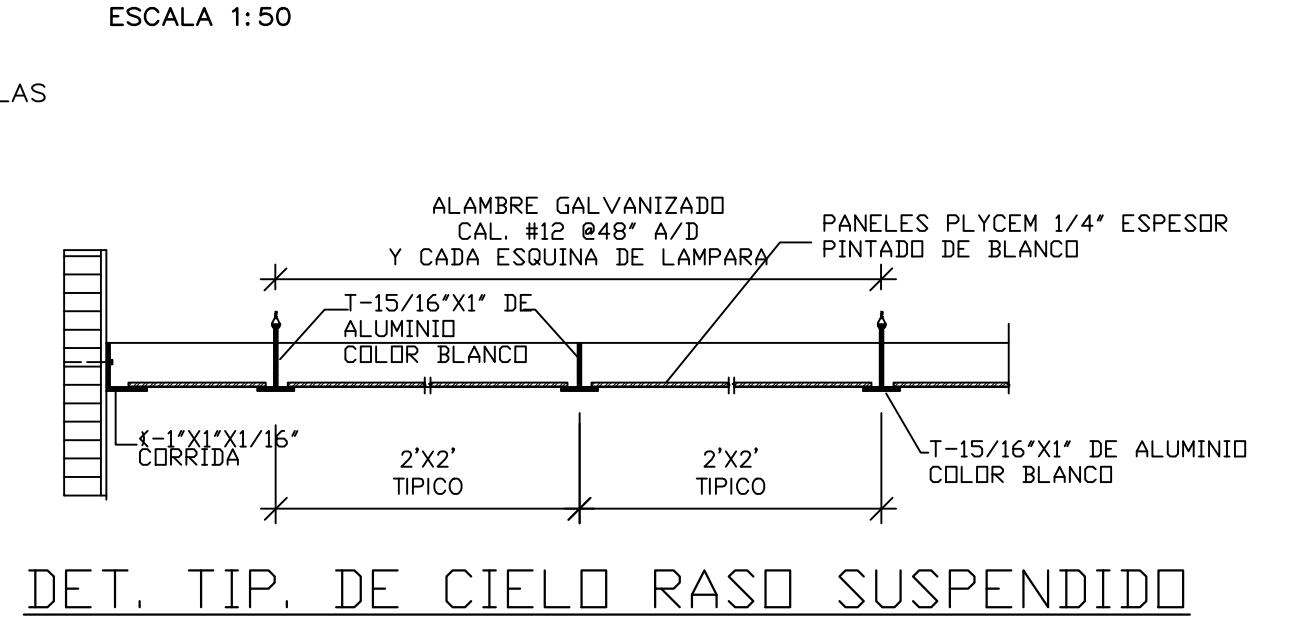 ESCALA 1:50
LAS
ALAMBRE GALVANIZADO
CAL. #12 @48" A/D
Y CADA ESQUINA DE LAMPARA
PANELES PLYCEM 1/4" ESPESOR
PINTADO DE BLANCO
T-15/16"X1" DE
ALUMINIO
COLOR BLANCO
-1"X1"X1/16"
CORRIDA
2'X2'
TIPICO
2'X2'
TIPICO
T-15/16"X1" DE ALUMINIO
COLOR BLANCO
DET. TIP. DE CIELO RASO SUSPENDIDO